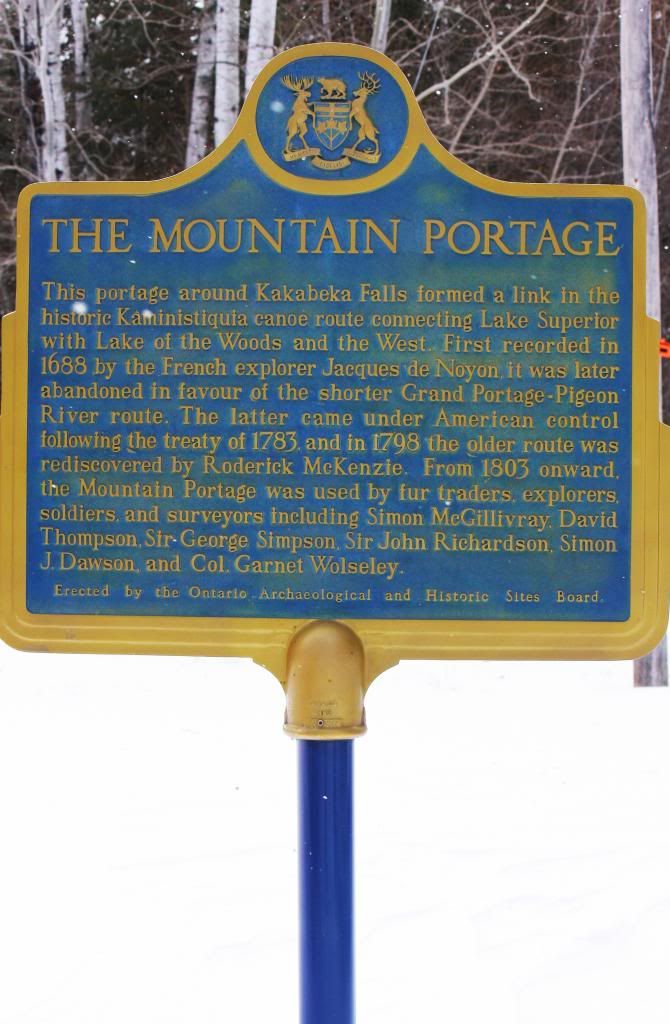 THE MOUNTAIN PORTAGE
This portage around Kakabeka Falls formed a link in the
historic Kaministiquia canoe route connecting Lake Superior
with Lake of the Woods and the West. First recorded in
1688 by the French explorer Jacques de Noyon, it was later
abandoned in favour of the shorter Grand Portage-Pigeon
River route. The latter came under American control
following the treaty of 1783, and in 1798 the older route was
rediscovered by Roderick McKenzie. From 1803 onward,
the Mountain Portage was used by fur traders, explorers,
soldiers, and surveyors including Simon McGillivray, David
Thompson, Sir George Simpson, Sir John Richardson, Simon
J. Dawson, and Col. Garnet Wolseley.
Erected by the Ontario Archaeological and Historic Sites Board.